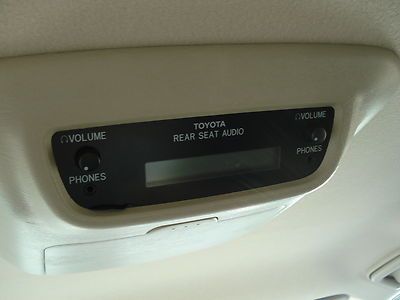 TOYOTA
REAR SEAT AUDIO
VOLUME
PHONES
VOLUME
PHONES